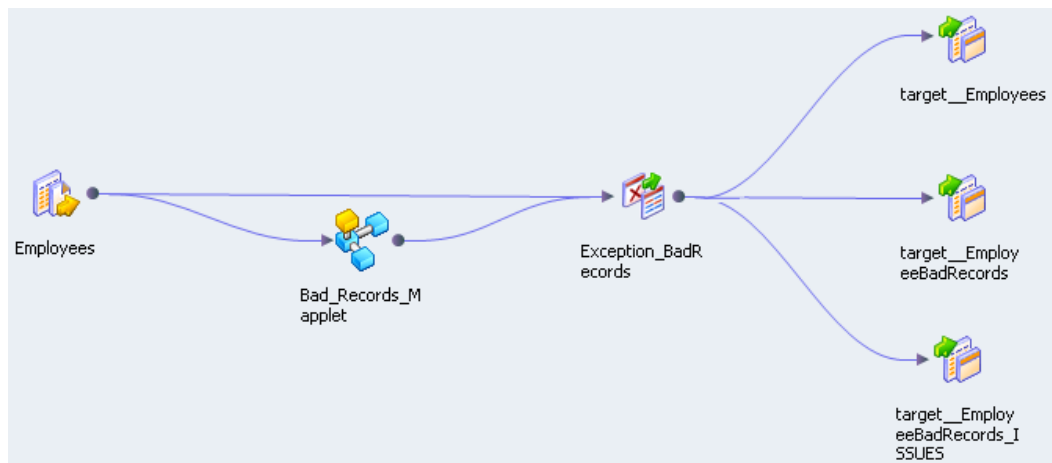 target__Employees
Employees
Bad_Records_M
applet
Exception_BadR
ecords
target__Employ
eeBadRecords
target__Employ
eeBadRecords_I
SSUES